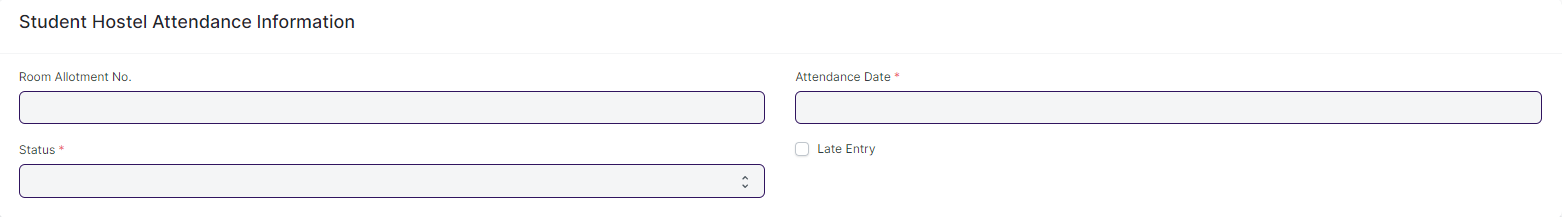 Student Hostel Attendance Information
Room Allotment No.
Attendance Date *
Status *
Late Entry